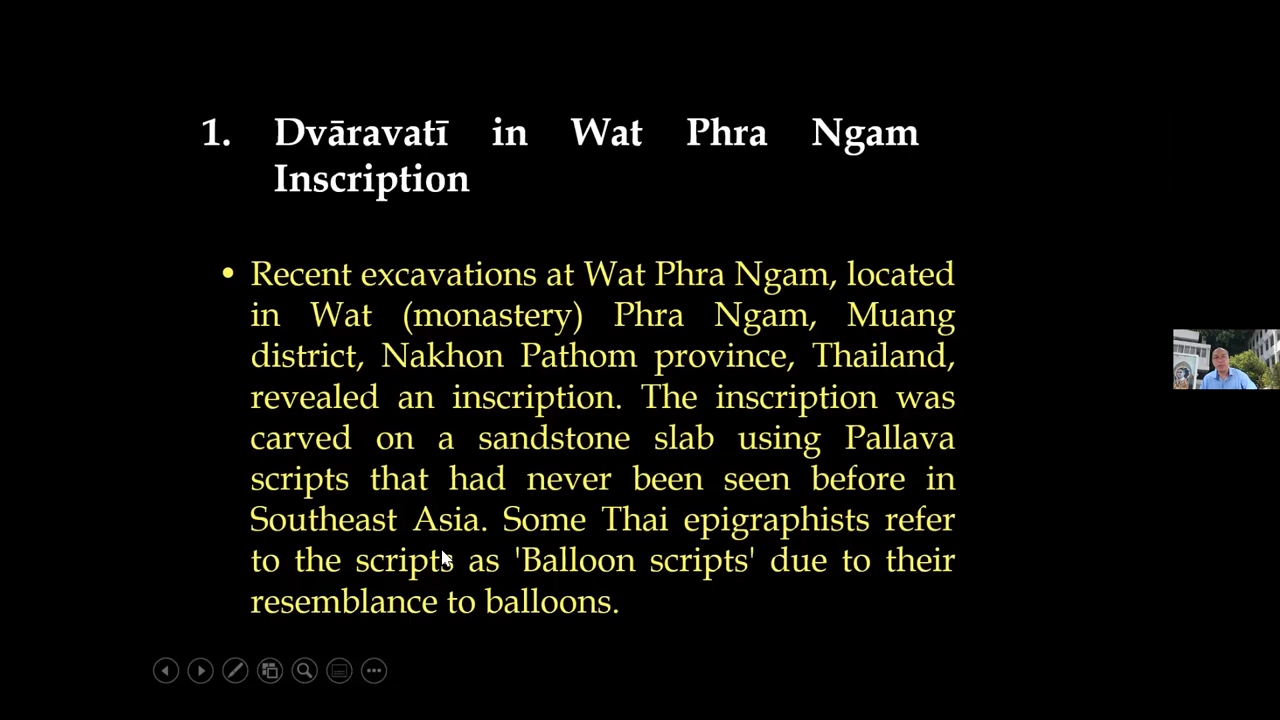 1. Dvāravatī in Wat Phra Ngam
Inscription
• Recent excavations at Wat Phra Ngam, located
in Wat (monastery) Phra Ngam, Muang
district, Nakhon Pathom province, Thailand,
revealed an inscription. The inscription was
carved on a sandstone slab using Pallava
scripts that had never been seen before in
Southeast Asia. Some Thai epigraphists refer
to the scripts as 'Balloon scripts' due to their
resemblance to balloons.